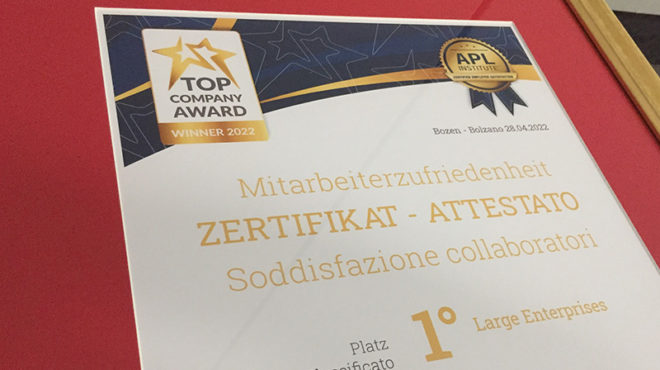 TOP
COMPANY
AWARD
WINNER 2022
APL
INSTITUTE
Bozen - Bolzano 28.04.2022
Mitarbeiterzufriedenheit
ZERTIFIKAT - ATTESTATO
Soddisfazione collaboratori
Platz
1°
Large Enterprises